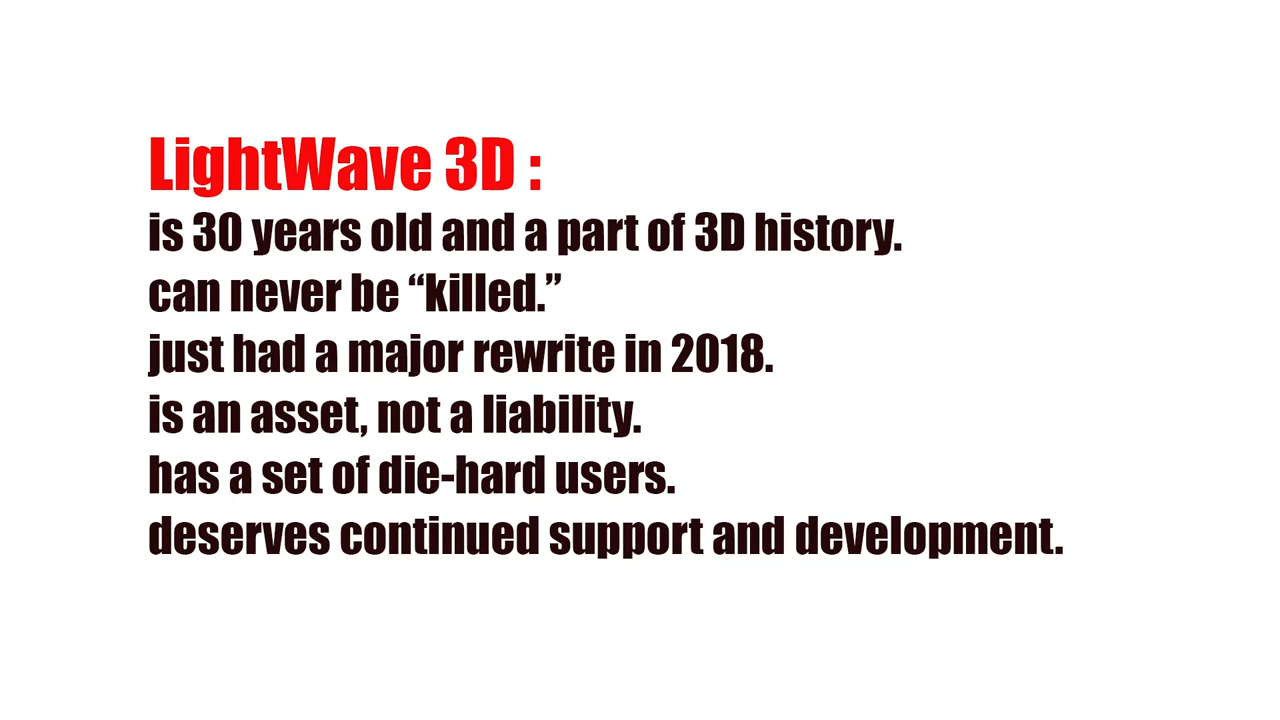 LightWave 3D :
is 30 years old and a part of 3D history.
can never be “killed.”
just had a major rewrite in 2018.
is an asset, not a liability.
has a set of die-hard users.
deserves continued support and development.